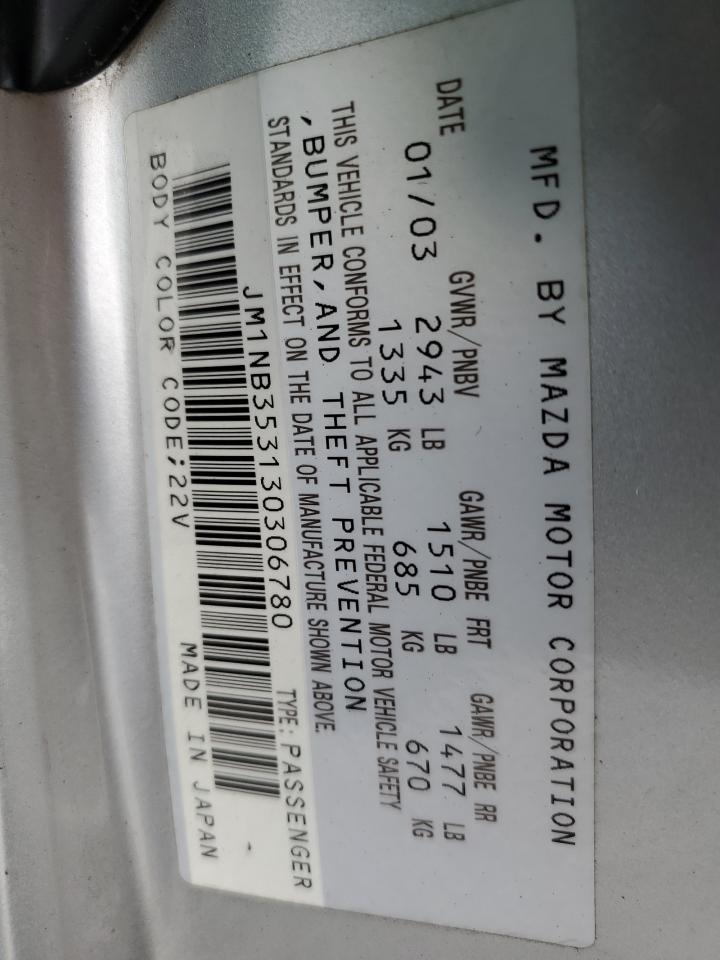 MFD. BY MAZDA MOTOR CORPORATION
DATE GVWR/PNBV GAWR/PNBE FRT GAWR/PNBE RR
01/03 2943 LB 1510 LB 1477 LB
1335 KG 685 KG 670 KG
THIS VEHICLE CONFORMS TO ALL APPLICABLE FEDERAL MOTOR VEHICLE SAFETY
, BUMPER, AND THEFT PREVENTION
STANDARDS IN EFFECT ON THE DATE OF MANUFACTURE SHOWN ABOVE.
JM1NB353130306780 TYPE: PASSENGER
BODY COLOR CODE;22V MADE IN JAPAN